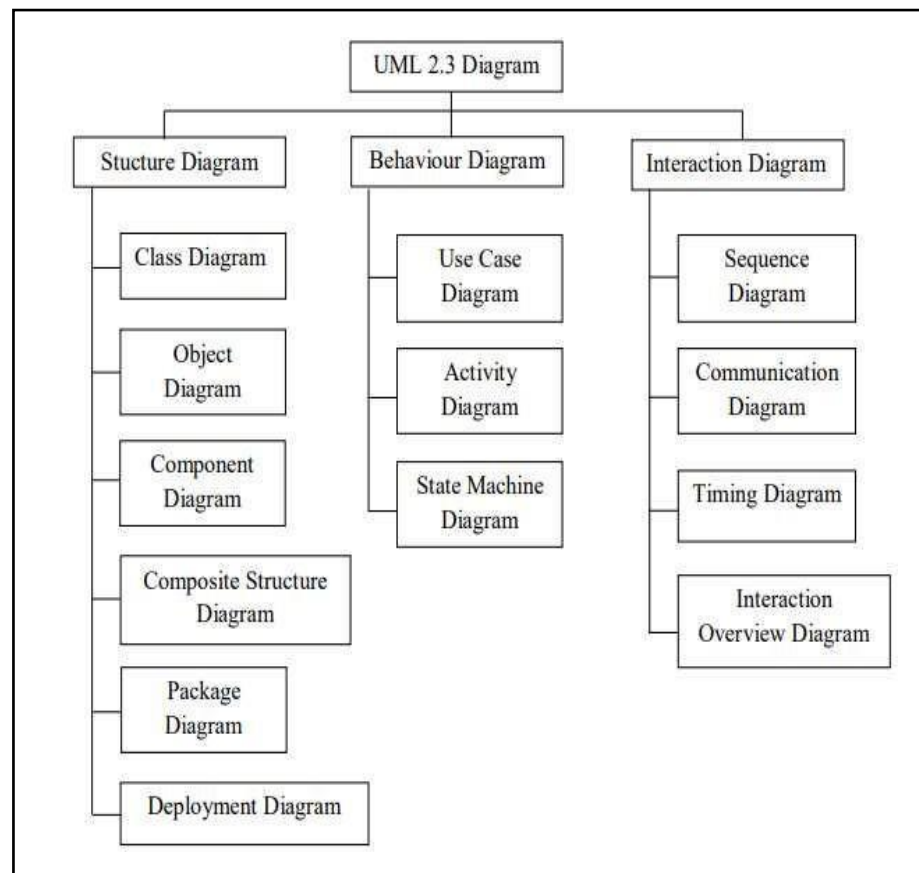 UML 2.3 Diagram
Stucture Diagram
Behaviour Diagram
Interaction Diagram
Class Diagram
Object
Diagram
Component
Diagram
Composite Structure
Diagram
Package
Diagram
Deployment Diagram
Use Case
Diagram
Activity
Diagram
State Machine
Diagram
Sequence
Diagram
Communication
Diagram
Timing Diagram
Interaction
Overview Diagram